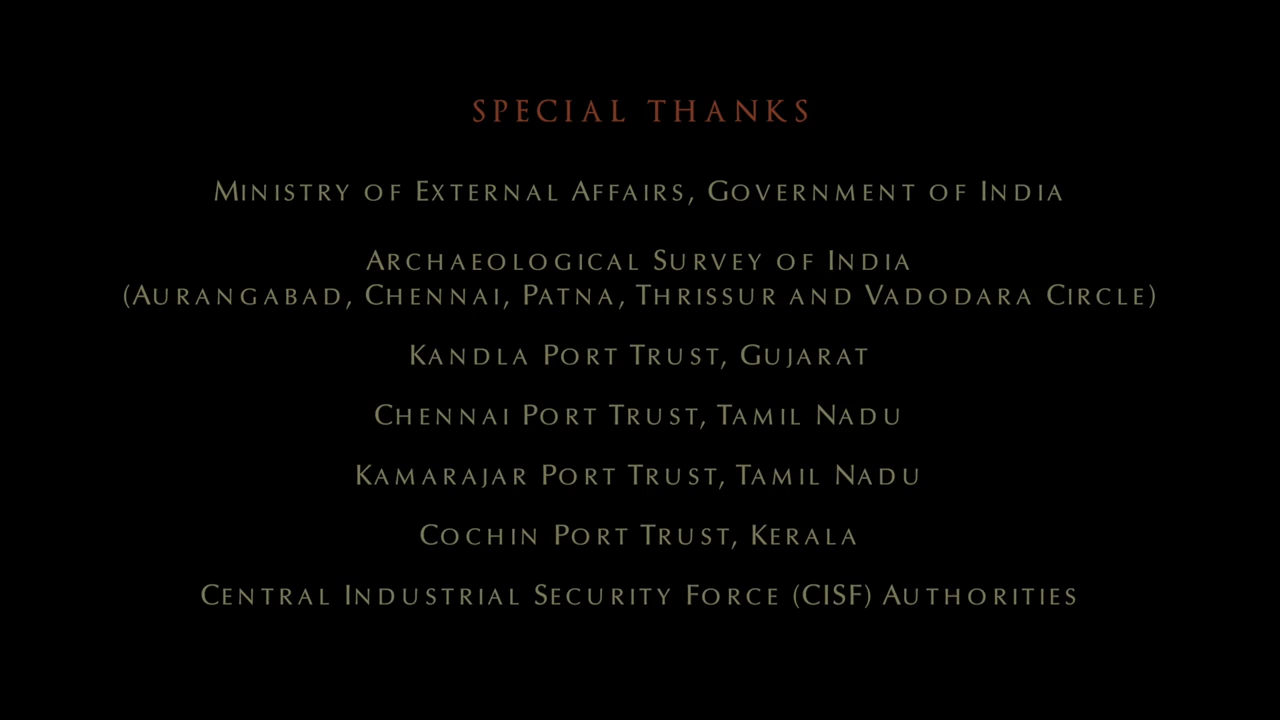 SPECIAL THANKS
MINISTRY OF EXTERNAL AFFAIRS, GOVERNMENT OF INDIA
ARCHAEOLOGICAL SURVEY OF INDIA
(AURANGABAD, CHENNAI, PATNA, THRISSUR AND VADODARA CIRCLE)
KANDLA PORT TRUST, GUJARAT
CHENNAI PORT TRUST, TAMIL NADU
KAMARAJAR PORT TRUST, TAMIL NADU
COCHIN PORT TRUST, KERALA
CENTRAL INDUSTRIAL SECURITY FORCE (CISF) AUTHORITIES